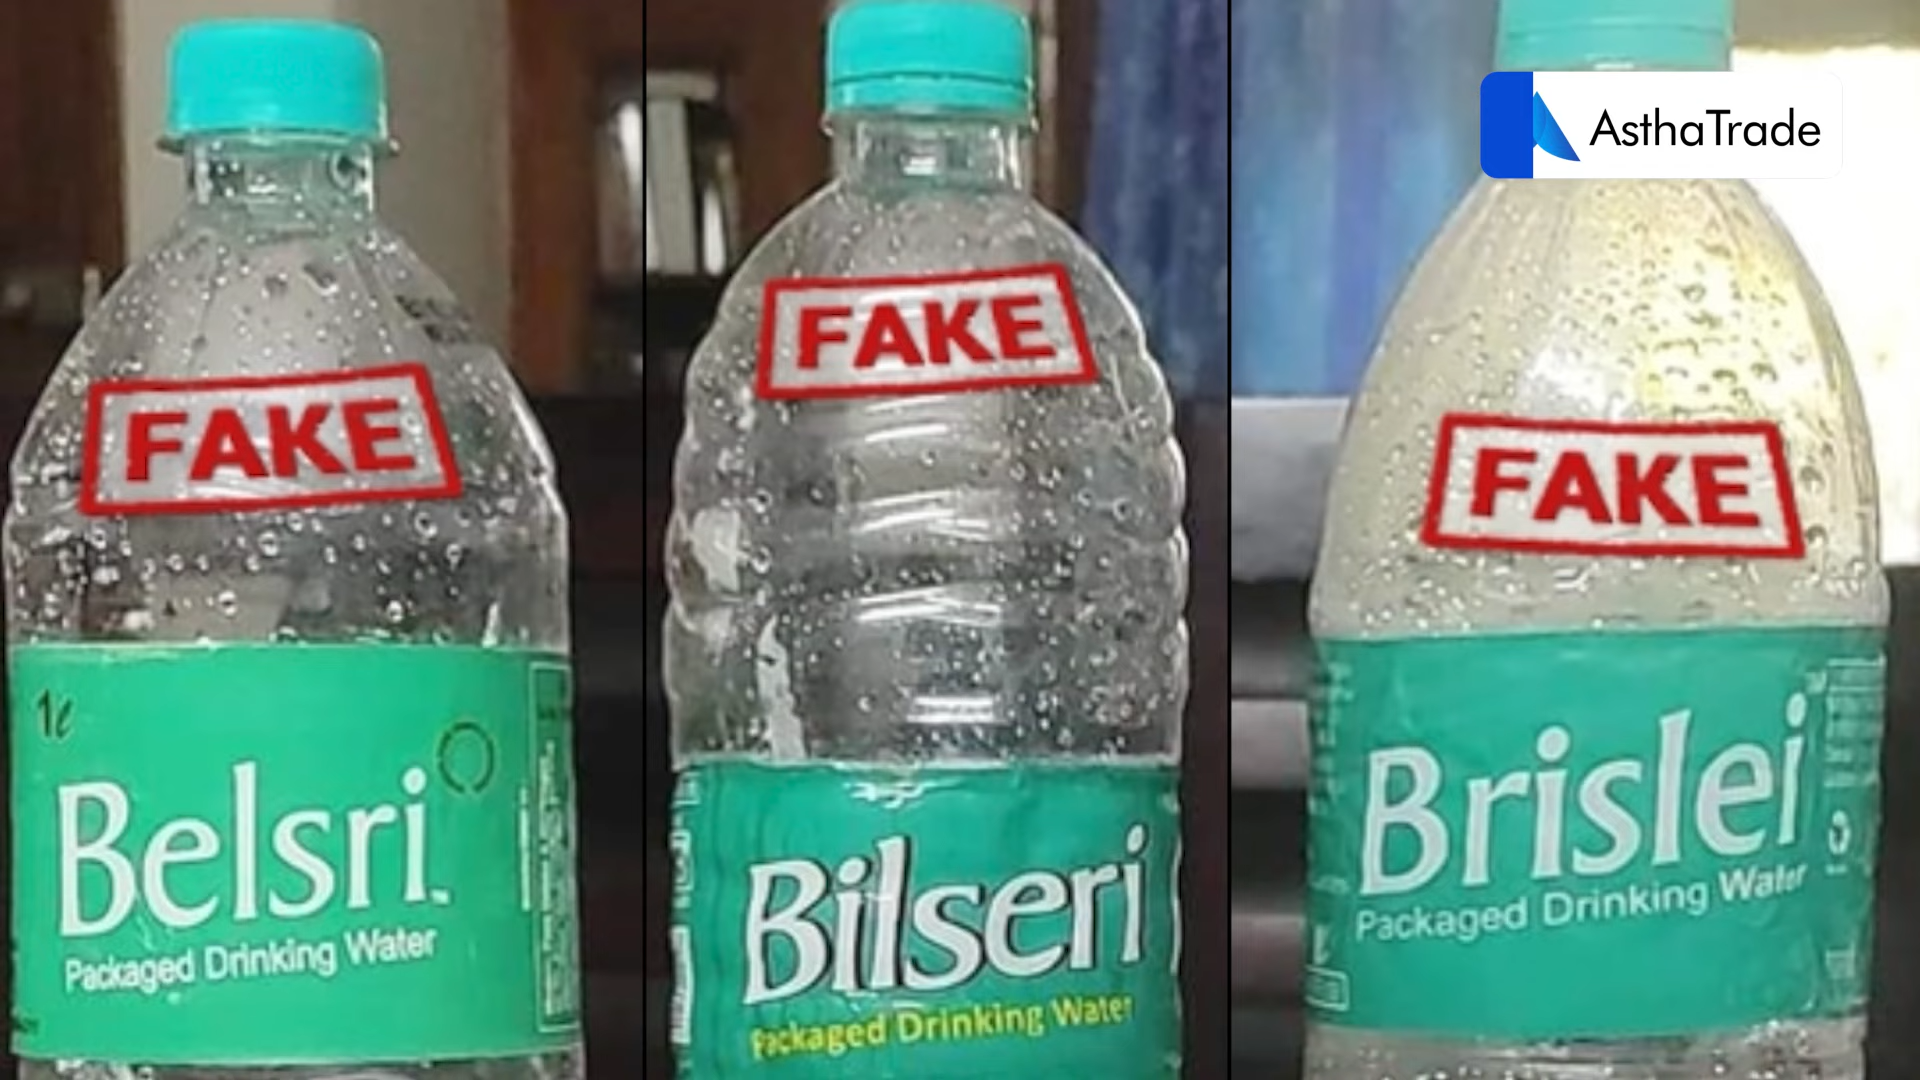 AsthaTrade
FAKE
1ℓ
Belsri
Packaged Drinking Water
FAKE
Bilseri
Packaged Drinking Water
FAKE
Brislei
Packaged Drinking Water